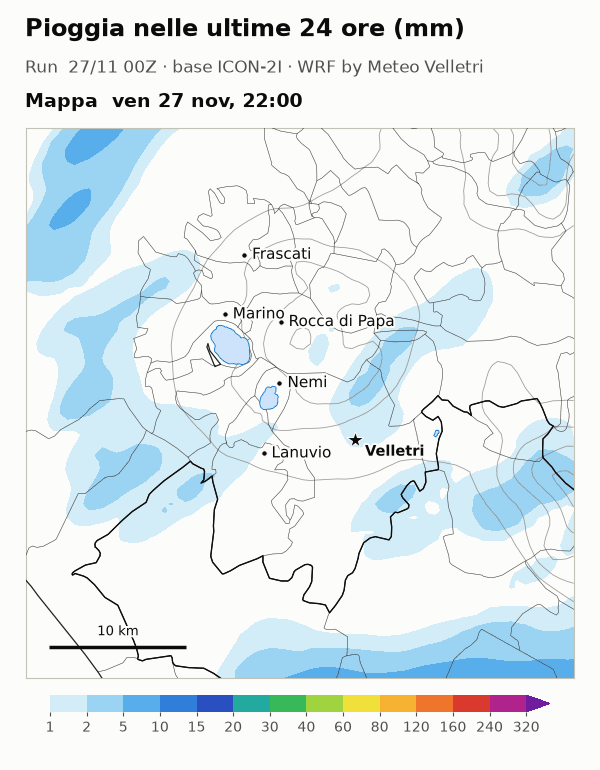 Pioggia nelle ultime 24 ore (mm)
Run  27/11 00Z · base ICON-2I · WRF by Meteo Velletri
Mappa  ven 27 nov, 22:00
Frascati
Marino
Rocca di Papa
Nemi
Velletri
Lanuvio
10 km
1 2 5 10 15 20 30 40 60 80 120 160 240 320